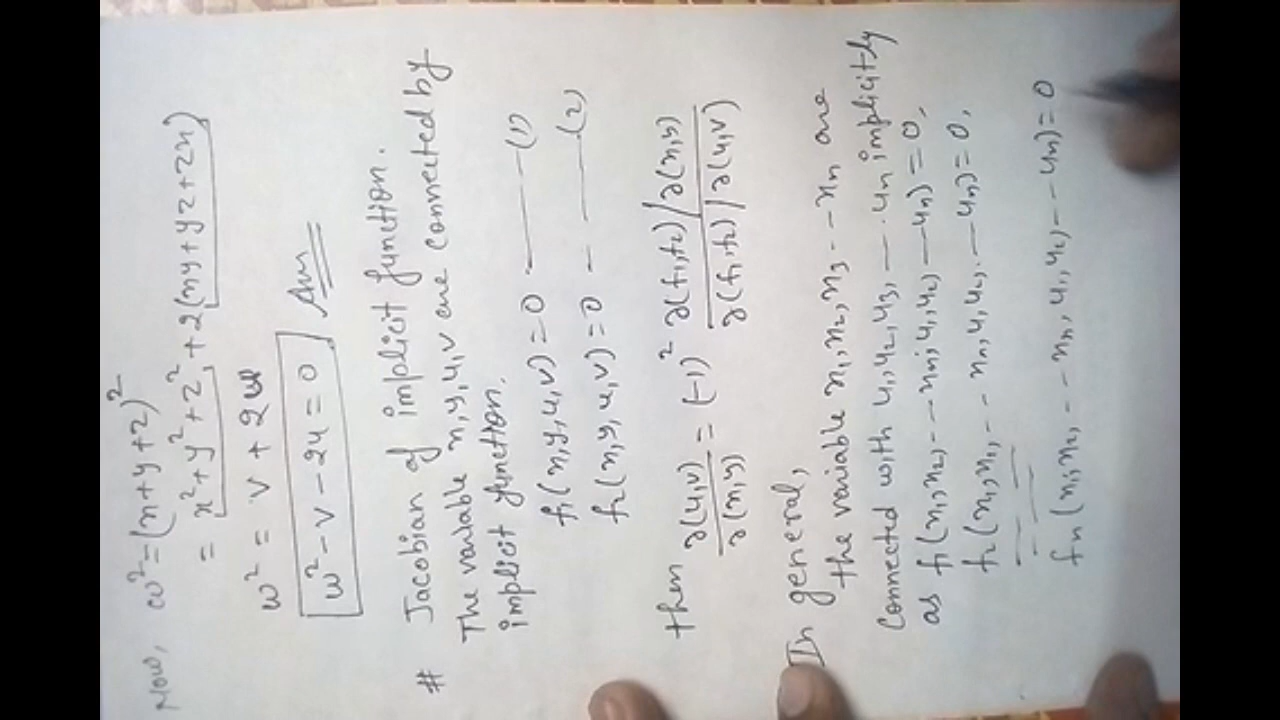 Now, ω² = (x+y+z)²
= x²+y²+z²+2(xy+yz+zx)
w² = v + 2u
w² - v - 2u = 0 Ans
# Jacobian of implicit function.
The variable x, y, u, v are connected by
implicit function.
f₁(x, y, u, v) = 0 ——— (1)
f₂(x, y, u, v) = 0 - ——— (2)
then ∂(u,v)/∂(x,y) = (-1)² ∂(f₁,f₂)/∂(x,y) / ∂(f₁,f₂)/∂(u,v)
In general,
the variable x₁, x₂, x₃ - - xₙ are
connected with u₁, u₂, u₃, — - uₙ implicitly
as f₁(x₁, x₂, - - xₙ, u₁, u₂, — uₙ) = 0,
f₂(x₁, x₂, - - xₙ, u₁, u₂, - — uₙ) = 0,
fₙ(x₁, x₂, - - xₙ, u₁, u₂, - - uₙ) = 0